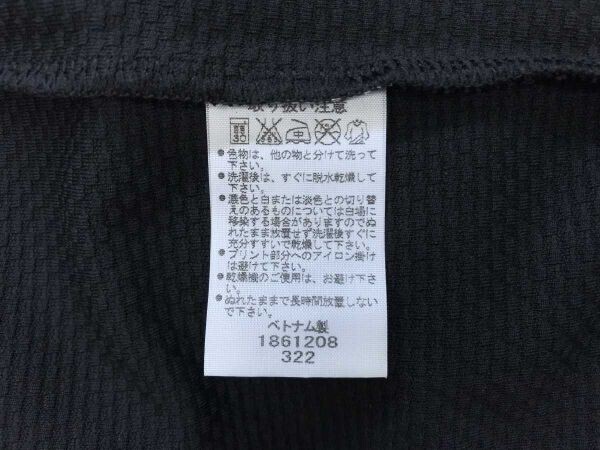 取り扱い注意
●色物は、他の物と分けて洗って
下さい。
●洗濯後は、すぐに脱水乾燥して
下さい。
●濃色と白または淡色との切り替
えのあるものについては白場に
移染する場合がありますのでぬ
れたまま放置せず洗濯後すぐに
充分すすいで乾燥して下さい。
●プリント部分へのアイロン掛け
は避けて下さい。
●乾燥機のご使用は、お避け下さ
い。
●ぬれたままで長時間放置しない
で下さい。
ベトナム製
1861208
322